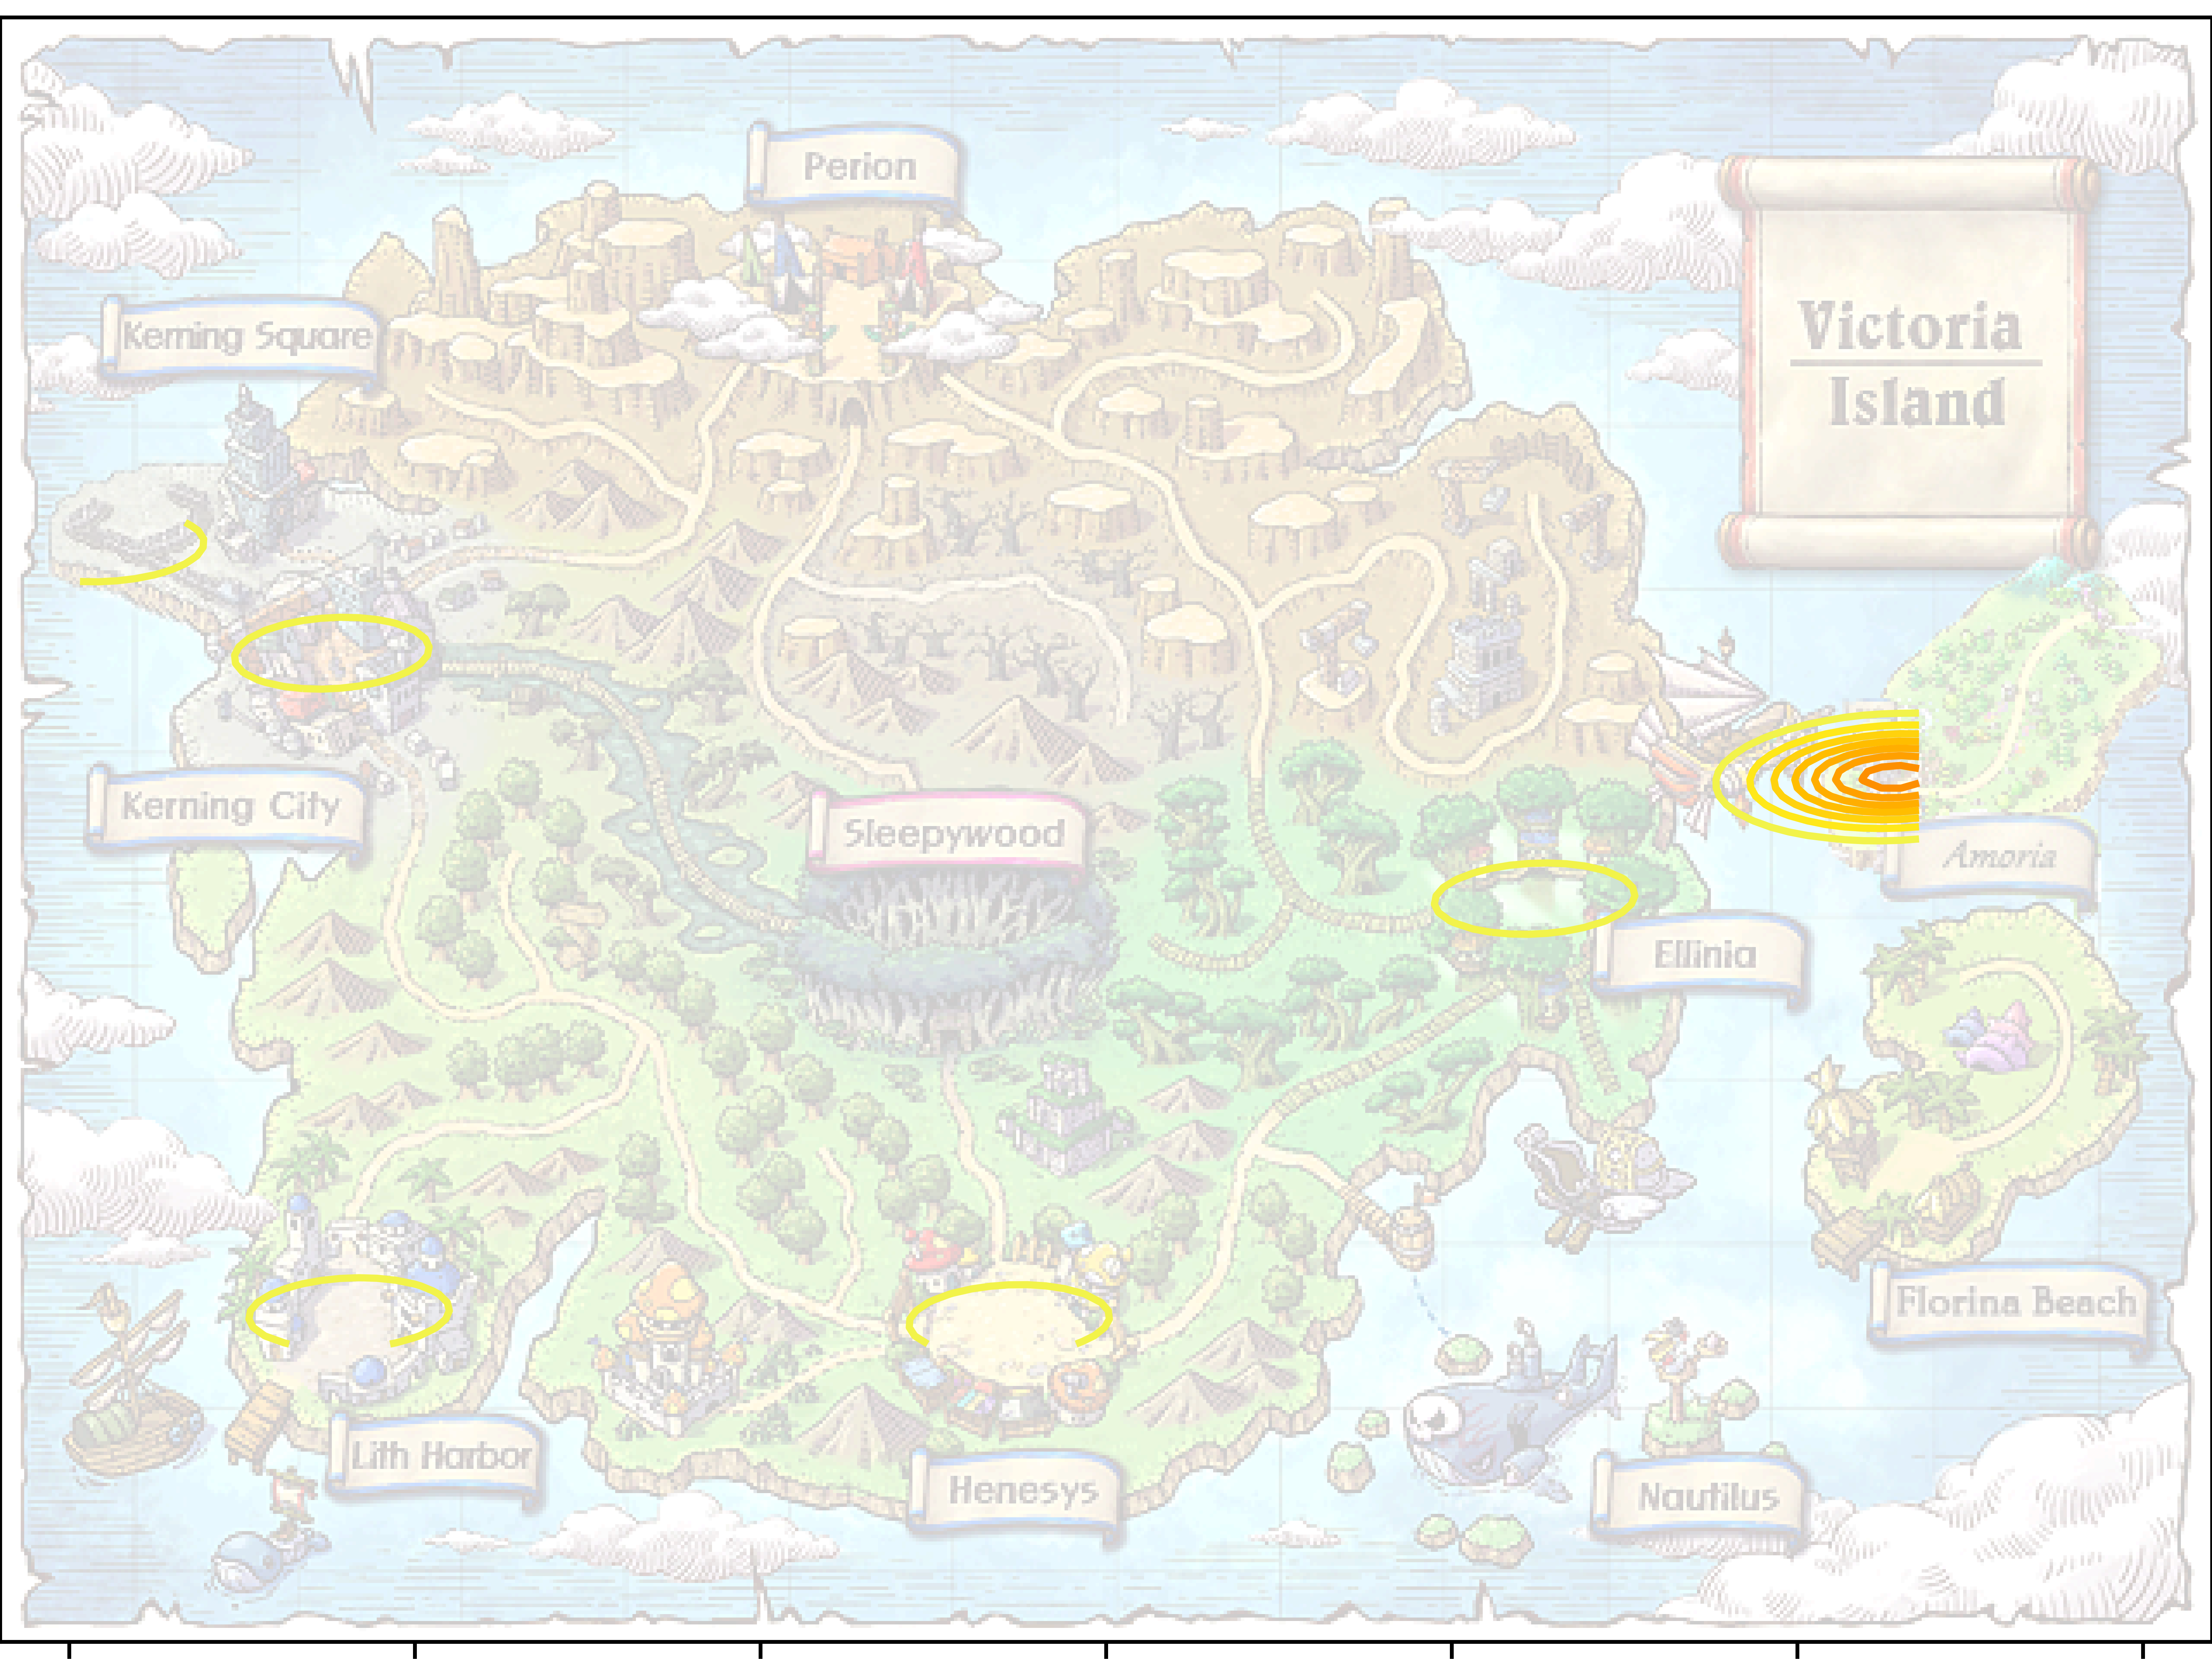 Perion
Kerning Square
Victoria
Island
Kerning City
Sleepywood
Amoria
Ellinia
Florina Beach
Lith Harbor
Henesys
Nautilus